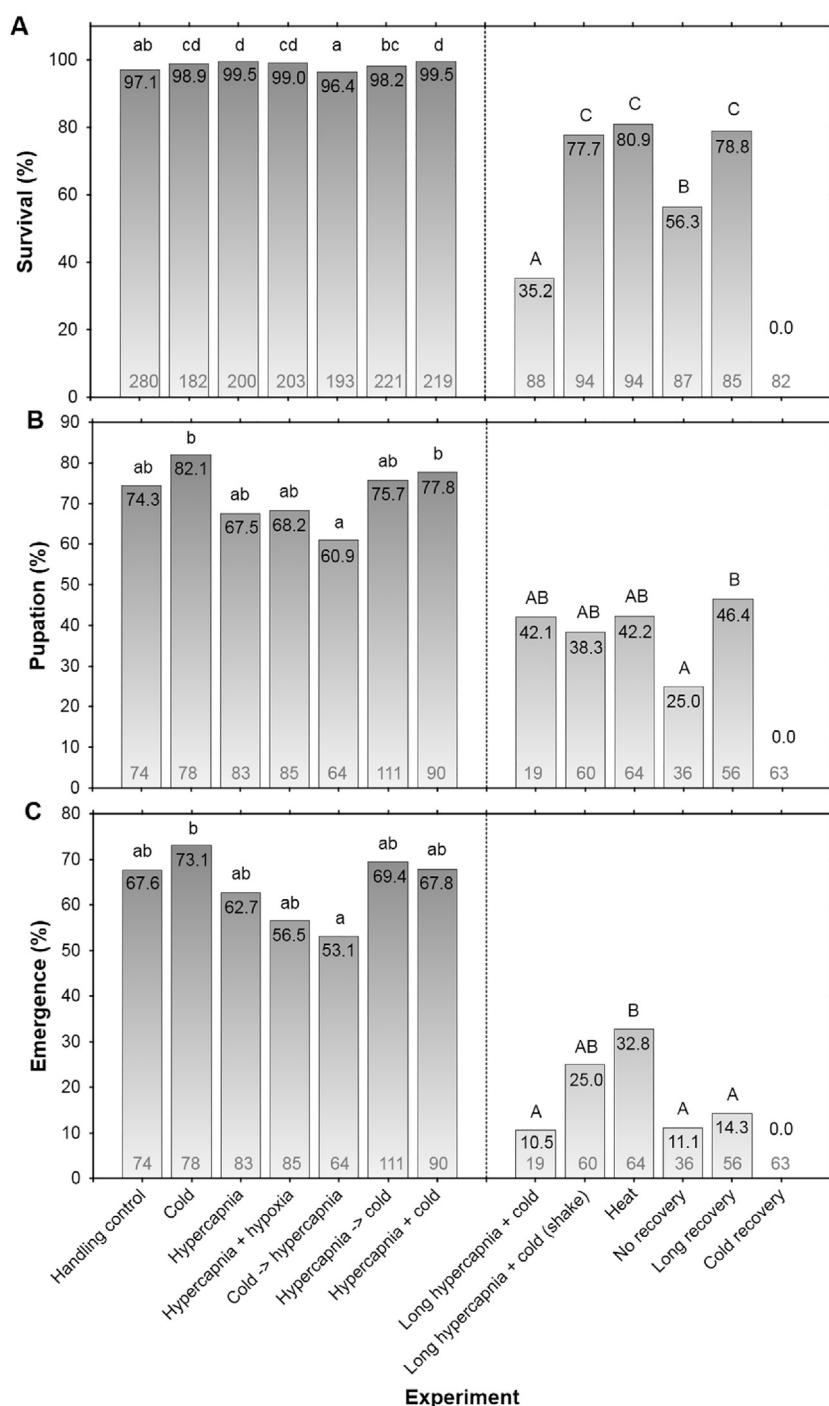 A
ab cd d cd a bc d
97.1 98.9 99.5 99.0 96.4 98.2 99.5
280 182 200 203 193 221 219
A C C B C
35.2 77.7 80.9 56.3 78.8 0.0
88 94 94 87 85 82
100
80
60
40
20
0
Survival (%)
B
ab b ab ab a ab b
74.3 82.1 67.5 68.2 60.9 75.7 77.8
74 78 83 85 64 111 90
AB AB AB A B
42.1 38.3 42.2 25.0 46.4 0.0
19 60 64 36 56 63
90
80
70
60
50
40
30
20
10
0
Pupation (%)
C
ab b ab ab a ab ab
67.6 73.1 62.7 56.5 53.1 69.4 67.8
74 78 83 85 64 111 90
A AB B A A
10.5 25.0 32.8 11.1 14.3 0.0
19 60 64 36 56 63
80
70
60
50
40
30
20
10
0
Emergence (%)
Handling control
Cold
Hypercapnia
Hypercapnia + hypoxia
Cold -> hypercapnia
Hypercapnia -> cold
Hypercapnia + cold
Long hypercapnia + cold
Long hypercapnia + cold (shake)
Heat
No recovery
Long recovery
Cold recovery
Experiment